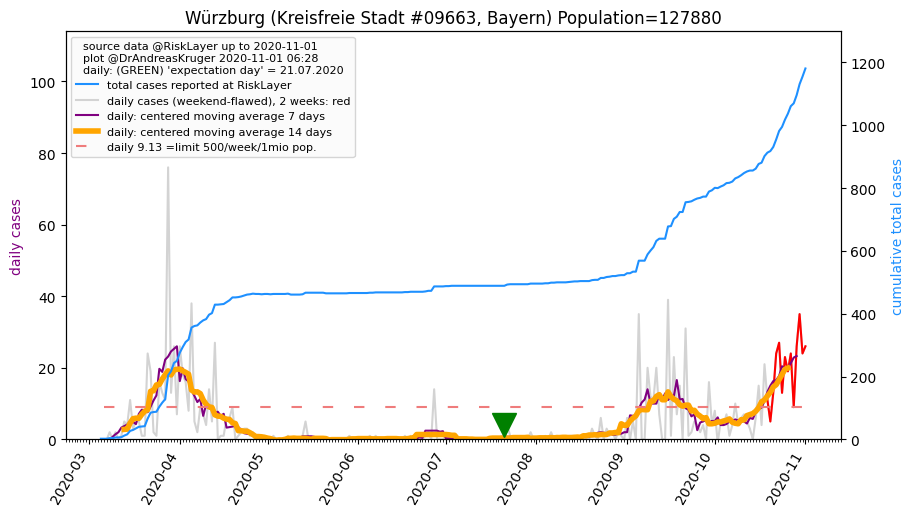 Würzburg (Kreisfreie Stadt #09663, Bayern) Population=127880
source data @RiskLayer up to 2020-11-01
plot @DrAndreasKruger 2020-11-01 06:28
daily: (GREEN) 'expectation day' = 21.07.2020
total cases reported at RiskLayer
daily cases (weekend-flawed), 2 weeks: red
daily: centered moving average 7 days
daily: centered moving average 14 days
daily 9.13 =limit 500/week/1mio pop.
daily cases
100
80
60
40
20
0
cumulative total cases
1200
1000
800
600
400
200
0
2020-03
2020-04
2020-05
2020-06
2020-07
2020-08
2020-09
2020-10
2020-11